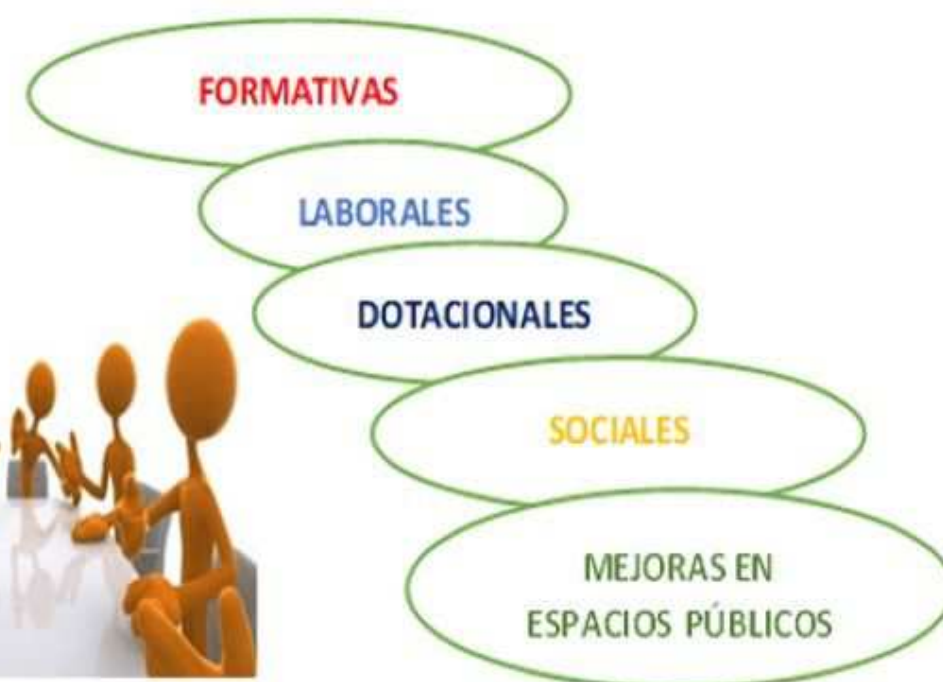 FORMATIVAS
LABORALES
DOTACIONALES
SOCIALES
MEJORAS EN
ESPACIOS PÚBLICOS